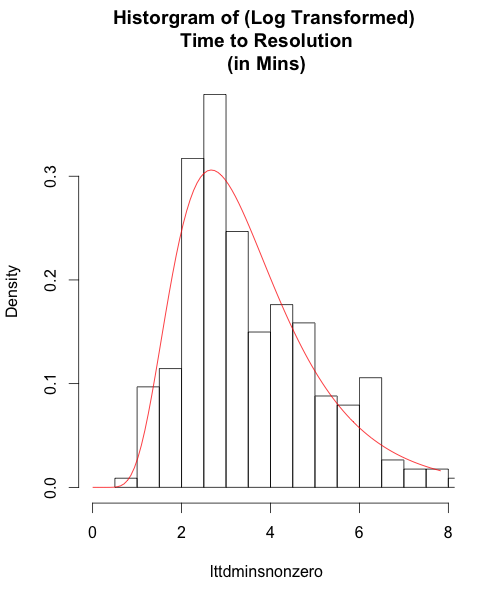 Historgram of (Log Transformed)
Time to Resolution
(in Mins)
Density
0.3
0.2
0.1
0.0
0 2 4 6 8
lttdminsnonzero